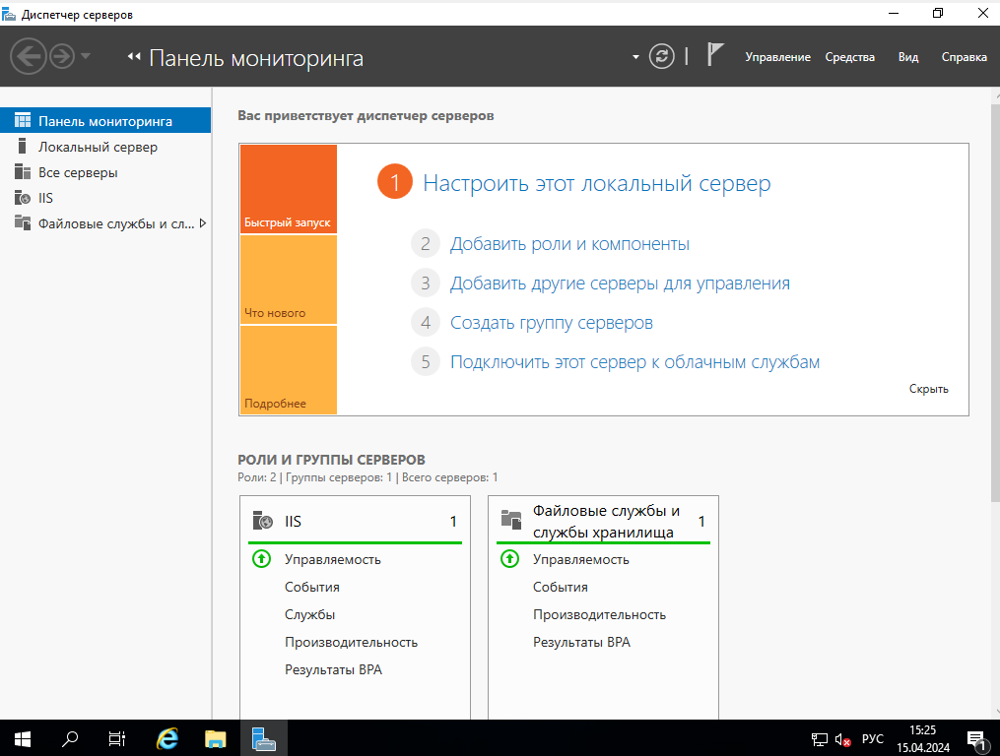 Диспетчер серверов
Панель мониторинга
Управление Средства Вид Справка
Панель мониторинга
Локальный сервер
Все серверы
IIS
Файловые службы и сл...
Вас приветствует диспетчер серверов
Быстрый запуск
Что нового
Подробнее
1 Настроить этот локальный сервер
2 Добавить роли и компоненты
3 Добавить другие серверы для управления
4 Создать группу серверов
5 Подключить этот сервер к облачным службам
Скрыть
РОЛИ И ГРУППЫ СЕРВЕРОВ
Роли: 2 | Группы серверов: 1 | Всего серверов: 1
IIS 1
Управляемость
События
Службы
Производительность
Результаты BPA
Файловые службы и
службы хранилища 1
Управляемость
События
Производительность
Результаты BPA
РУС
15:25
15.04.2024
1